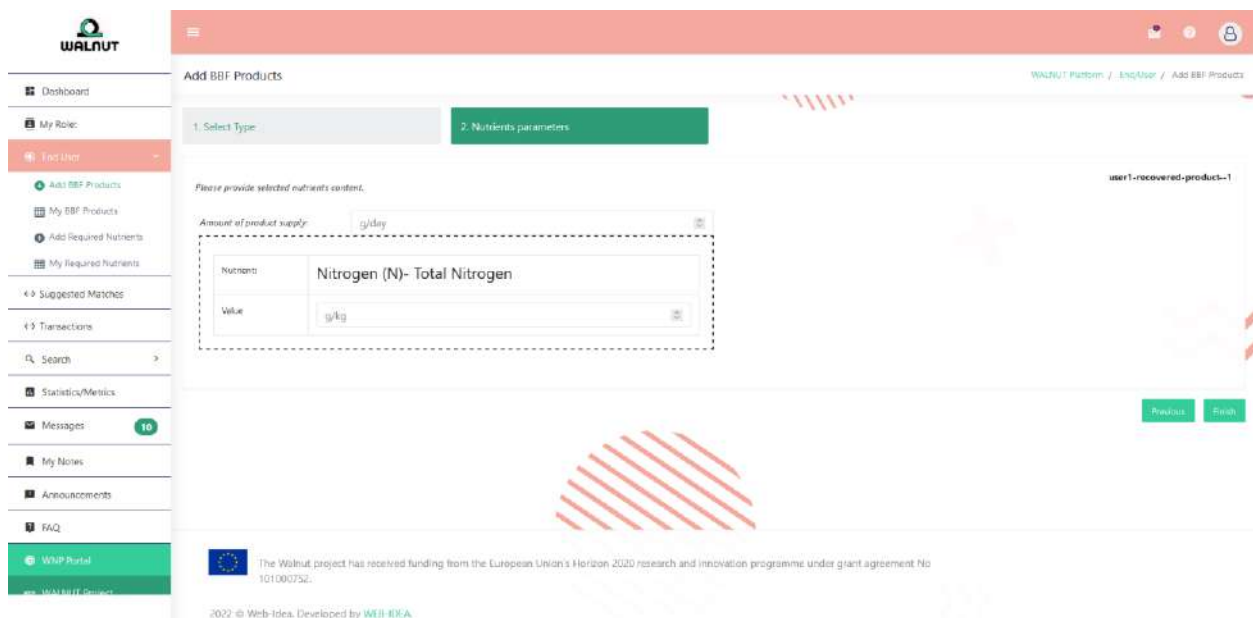 WALNUT
Dashboard
My Role:
End User
Add BBF Products
My BBF Products
Add Required Nutrients
My Required Nutrients
Suggested Matches
Transactions
Search
Statistics/Metrics
Messages 10
My Notes
Announcements
FAQ
WNP Portal
WALNUT Project
Add BBF Products
WALNUT Platform / End User / Add BBF Products
1. Select Type
2. Nutrients parameters
user1-recovered-product--1
Please provide selected nutrients content.
Amount of product supply: g/day
Nutrient: Nitrogen (N)- Total Nitrogen
Value g/kg
Previous Finish
The Walnut project has received funding from the European Union's Horizon 2020 research and innovation programme under grant agreement No
101000752.
2022 © Web-Idea. Developed by WEB-IDEA